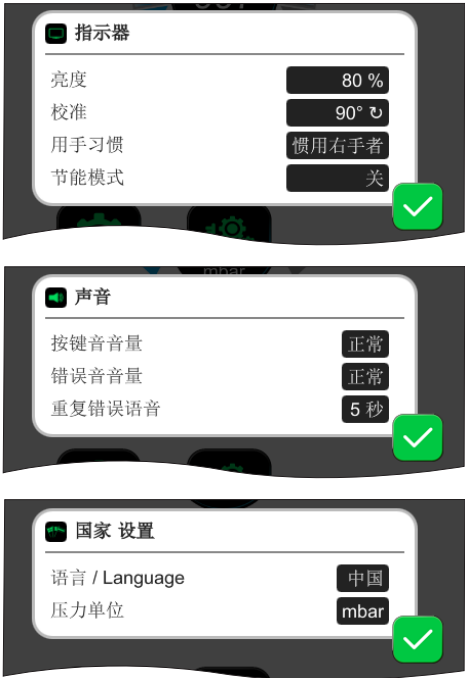 指示器
亮度 80 %
校准 90° ↻
用手习惯 惯用右手者
节能模式 关
mbar
声音
按键音音量 正常
错误音音量 正常
重复错误语音 5 秒
国家 设置
语言 / Language 中国
压力单位 mbar